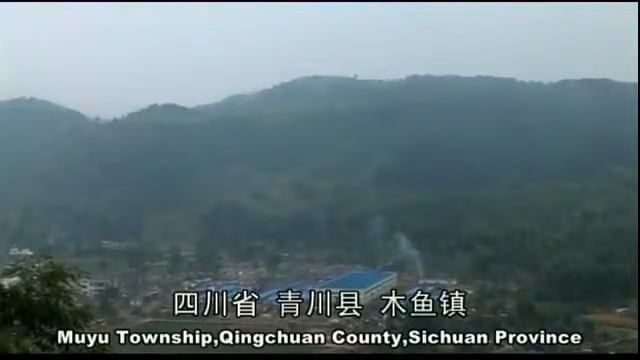 四川省 青川县 木鱼镇
Muyu Township,Qingchuan County,Sichuan Province